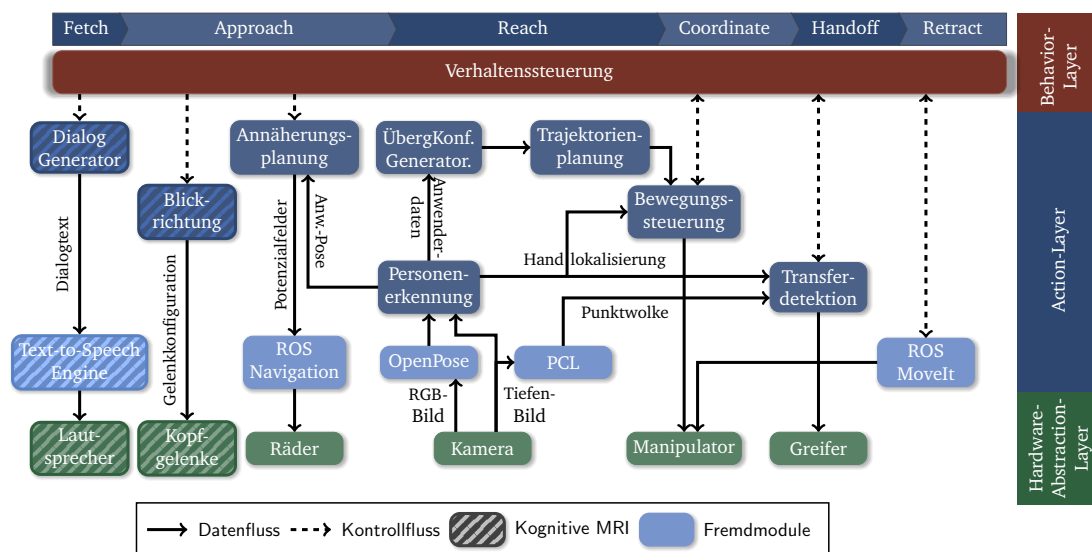 Fetch
Approach
Reach
Coordinate
Handoff
Retract
Verhaltenssteuerung
Behavior-
Layer
Dialog
Generator
Annäherungs-
planung
ÜbergKonf.
Generator.
Trajektorien-
planung
Blick-
richtung
Bewegungs-
steuerung
Dialogtext
Gelenkkonfiguration
Potenzialfelder
Anw.-Pose
Anwender-
daten
Personen-
erkennung
Handlokalisierung
Transfer-
detektion
Punktwolke
Action-Layer
Text-to-Speech
Engine
ROS
Navigation
OpenPose
PCL
ROS
MoveIt
RGB-
Bild
Tiefen-
Bild
Laut-
sprecher
Kopf-
gelenke
Räder
Kamera
Manipulator
Greifer
Hardware-
Abstraction-
Layer
Datenfluss
Kontrollfluss
Kognitive MRI
Fremdmodule